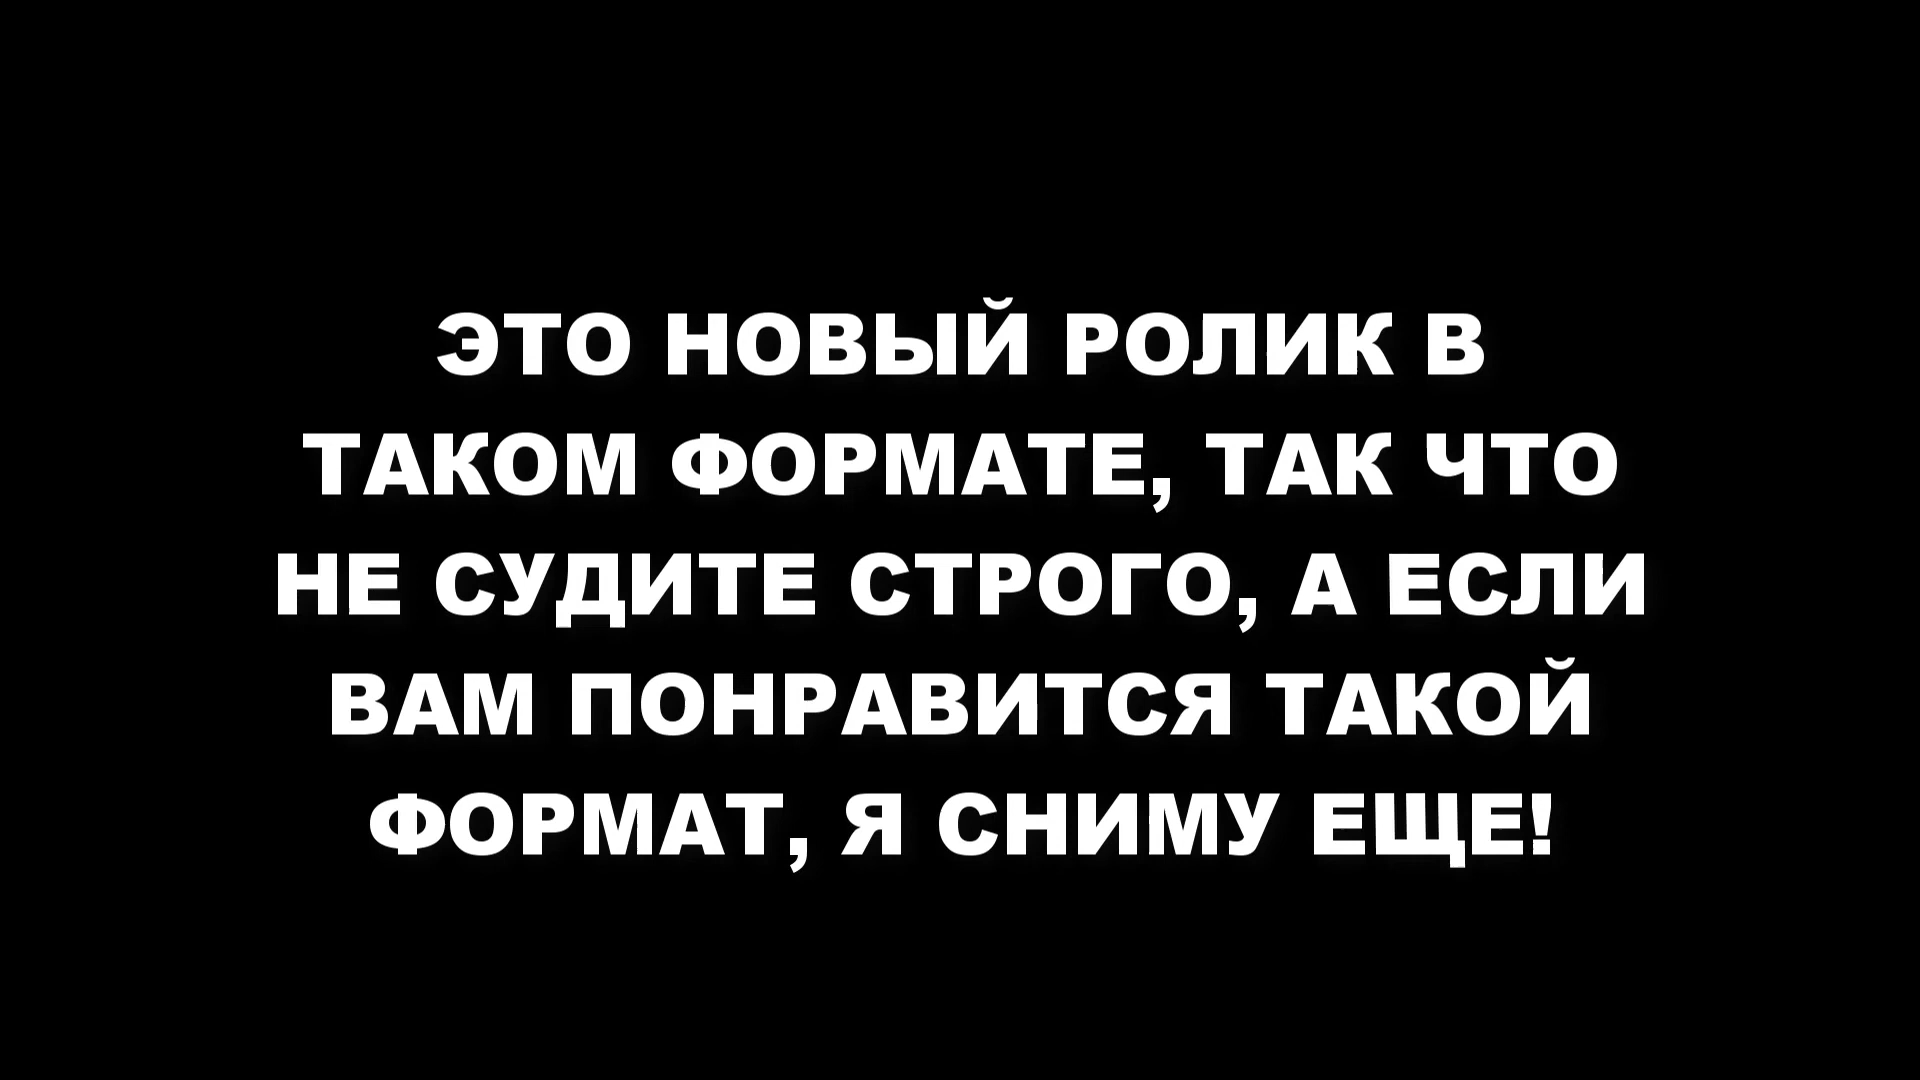 ЭТО НОВЫЙ РОЛИК В
ТАКОМ ФОРМАТЕ, ТАК ЧТО
НЕ СУДИТЕ СТРОГО, А ЕСЛИ
ВАМ ПОНРАВИТСЯ ТАКОЙ
ФОРМАТ, Я СНИМУ ЕЩЕ!